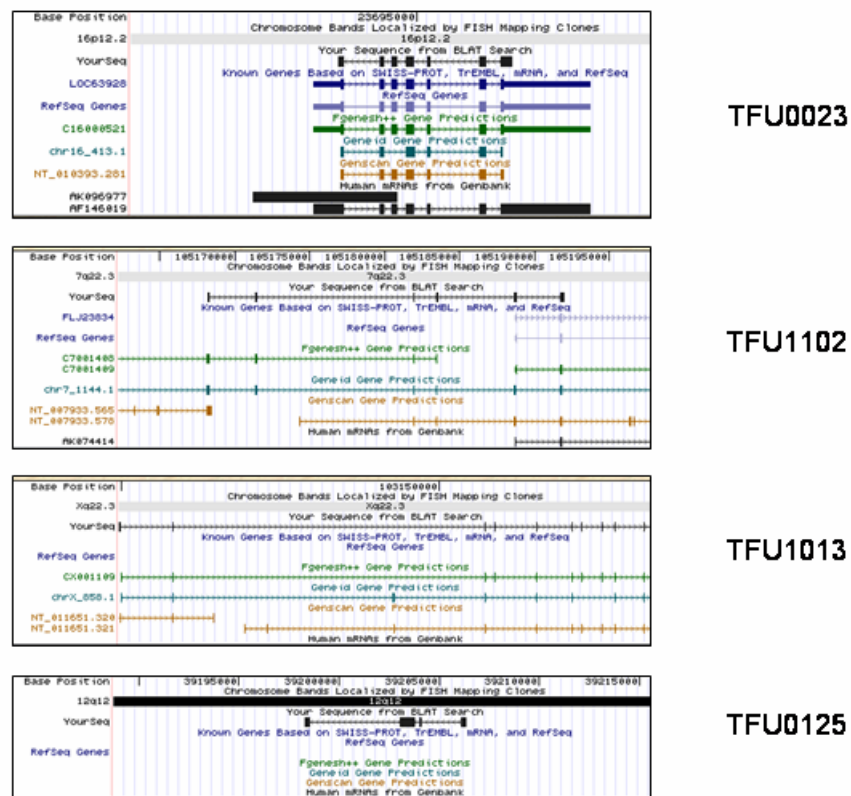 Base Position 23695000|
Chromosome Bands Localized by FISH Mapping Clones
16p12.2 16p12.2
Your Sequence from BLAT Search
YourSeq
Known Genes Based on SWISS-PROT, TrEMBL, mRNA, and RefSeq
LOC63928
RefSeq Genes
RefSeq Genes
Fgenesh++ Gene Predictions
C16000521
Geneid Gene Predictions
chr16_413.1
Genscan Gene Predictions
NT_010393.281
Human mRNAs from Genbank
AK096977
AF146019
TFU0023
Base Position | 105170000| 105175000| 105180000| 105185000| 105190000| 105195000|
Chromosome Bands Localized by FISH Mapping Clones
7q22.3 7q22.3
Your Sequence from BLAT Search
YourSeq
Known Genes Based on SWISS-PROT, TrEMBL, mRNA, and RefSeq
FLJ23834
RefSeq Genes
RefSeq Genes
Fgenesh++ Gene Predictions
C7001408
C7001409
Geneid Gene Predictions
chr7_1144.1
Genscan Gene Predictions
NT_007933.565
NT_007933.578
Human mRNAs from Genbank
AK074414
TFU1102
Base Position | 103150000|
Chromosome Bands Localized by FISH Mapping Clones
Xq22.3 Xq22.3
Your Sequence from BLAT Search
YourSeq
Known Genes Based on SWISS-PROT, TrEMBL, mRNA, and RefSeq
RefSeq Genes
RefSeq Genes
Fgenesh++ Gene Predictions
CX001109
Geneid Gene Predictions
chrX_858.1
Genscan Gene Predictions
NT_011651.320
NT_011651.321
Human mRNAs from Genbank
TFU1013
Base Position | 39195000| 39200000| 39205000| 39210000| 39215000|
Chromosome Bands Localized by FISH Mapping Clones
12q12 12q12
Your Sequence from BLAT Search
YourSeq
Known Genes Based on SWISS-PROT, TrEMBL, mRNA, and RefSeq
RefSeq Genes
RefSeq Genes
Fgenesh++ Gene Predictions
Geneid Gene Predictions
Genscan Gene Predictions
Human mRNAs from Genbank
TFU0125